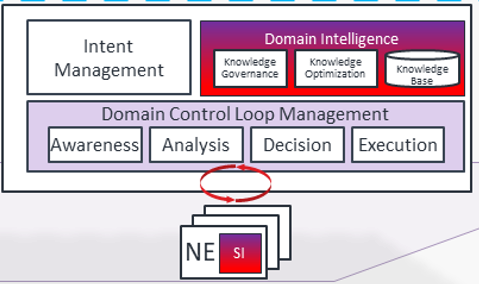 Intent
Management
Domain Intelligence
Knowledge
Governance
Knowledge
Optimization
Knowledge
Base
Domain Control Loop Management
Awareness
Analysis
Decision
Execution
NE
SI